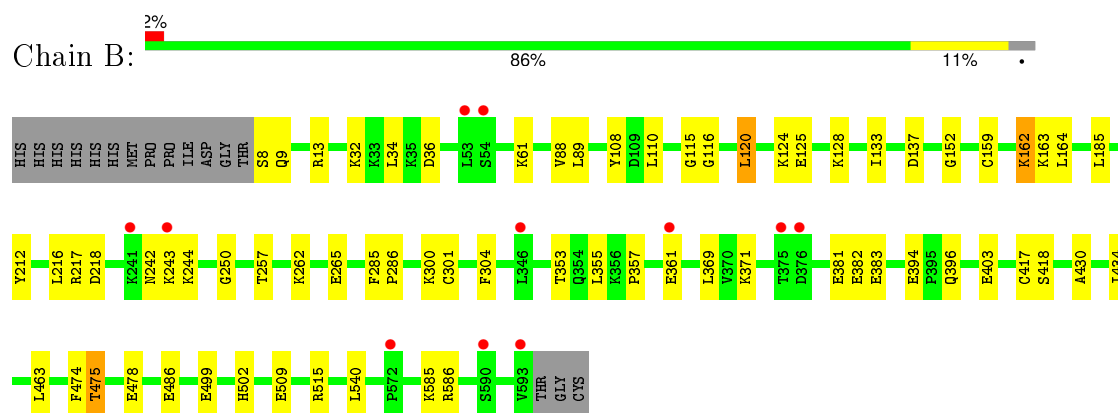 2%
Chain B:
86% 11% •
HIS HIS HIS HIS HIS HIS MET PRO PRO ILE ASP GLY THR S8 Q9 R13 K32 K33 L34 K35 D36 L53 S54 K61 V88 L89 Y108 D109 L110 G115 G116 L120 K124 E125 K128 I133 D137 G152 C159 K162 K163 L164 L185
Y212 L216 R217 D218 K241 N242 K243 K244 G250 T257 K262 E265 F285 P286 K300 C301 F304 L346 T353 Q354 L355 K356 P357 E361 L369 V370 K371 T375 D376 E381 E382 E383 E394 P395 Q396 E403 C417 S418 A430
L463 F474 T475 E478 E486 E499 H502 E509 R515 L540 P572 K585 R586 S590 V593 THR GLY CYS